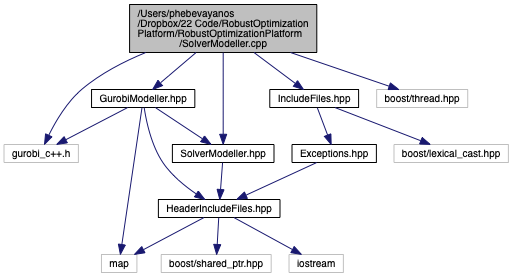 /Users/phebevayanos
/Dropbox/22 Code/RobustOptimization
Platform/RobustOptimizationPlatform
/SolverModeller.cpp
GurobiModeller.hpp
IncludeFiles.hpp
boost/thread.hpp
gurobi_c++.h
SolverModeller.hpp
Exceptions.hpp
boost/lexical_cast.hpp
HeaderIncludeFiles.hpp
map
boost/shared_ptr.hpp
iostream